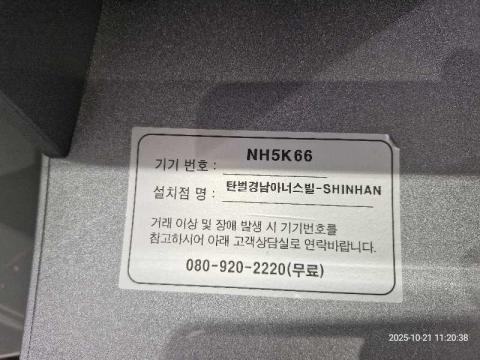 기기 번호 : NH5K66
설치점 명 : 탄벌경남아너스빌-SHINHAN
거래 이상 및 장애 발생 시 기기번호를
참고하시어 아래 고객상담실로 연락바랍니다.
080-920-2220(무료)
2025-10-21 11:20:38